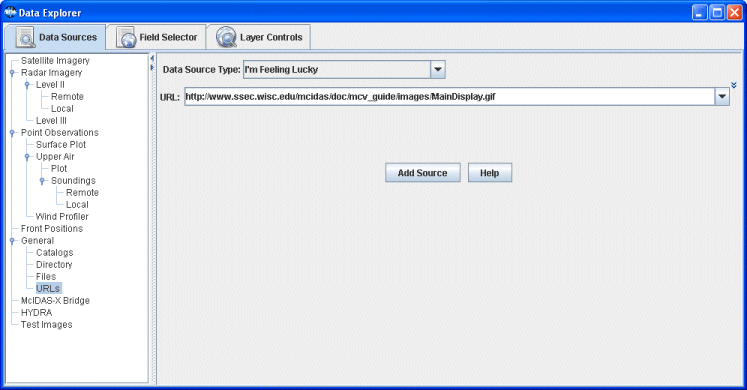 Data Explorer
Data Sources
Field Selector
Layer Controls
Satellite Imagery
Radar Imagery
Level II
Remote
Local
Level III
Point Observations
Surface Plot
Upper Air
Plot
Soundings
Remote
Local
Wind Profiler
Front Positions
General
Catalogs
Directory
Files
URLs
McIDAS-X Bridge
HYDRA
Test Images
Data Source Type: I'm Feeling Lucky
URL: http://www.ssec.wisc.edu/mcidas/doc/mcv_guide/images/MainDisplay.gif
Add Source Help